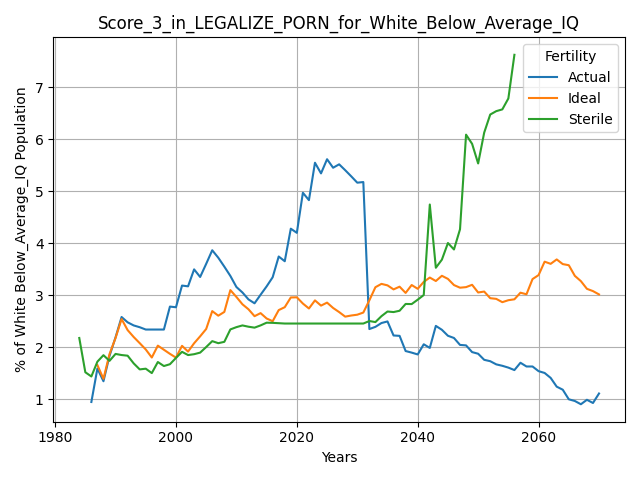 Score_3_in_LEGALIZE_PORN_for_White_Below_Average_IQ
% of White Below_Average_IQ Population
7
6
5
4
3
2
1
Fertility
Actual
Ideal
Sterile
1980
2000
2020
2040
2060
Years